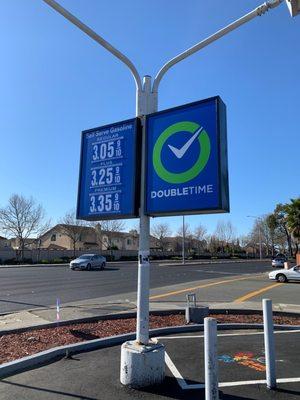 Self-Serve Gasoline
REGULAR
3.05 9/10
PLUS
3.25 9/10
PREMIUM
3.35 9/10
DOUBLETIME